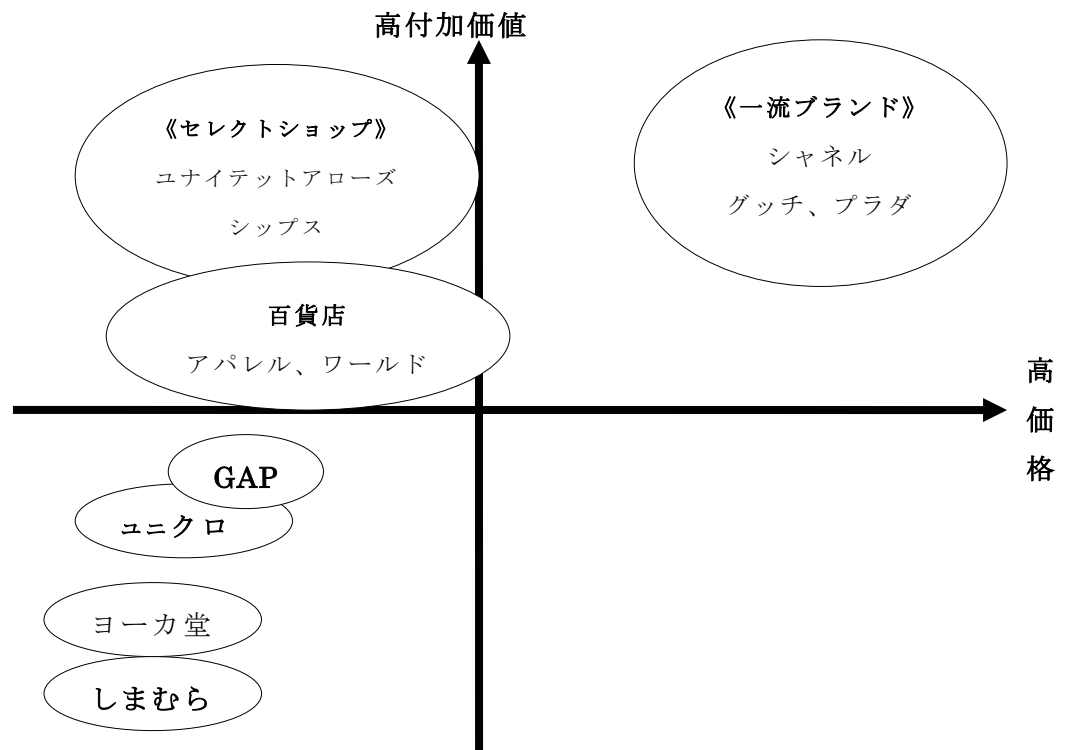 高付加価値
《セレクトショップ》
ユナイテットアローズ
シップス
《一流ブランド》
シャネル
グッチ、プラダ
百貨店
アパレル、ワールド
高
価
格
GAP
ユニクロ
ヨーカ堂
しまむら